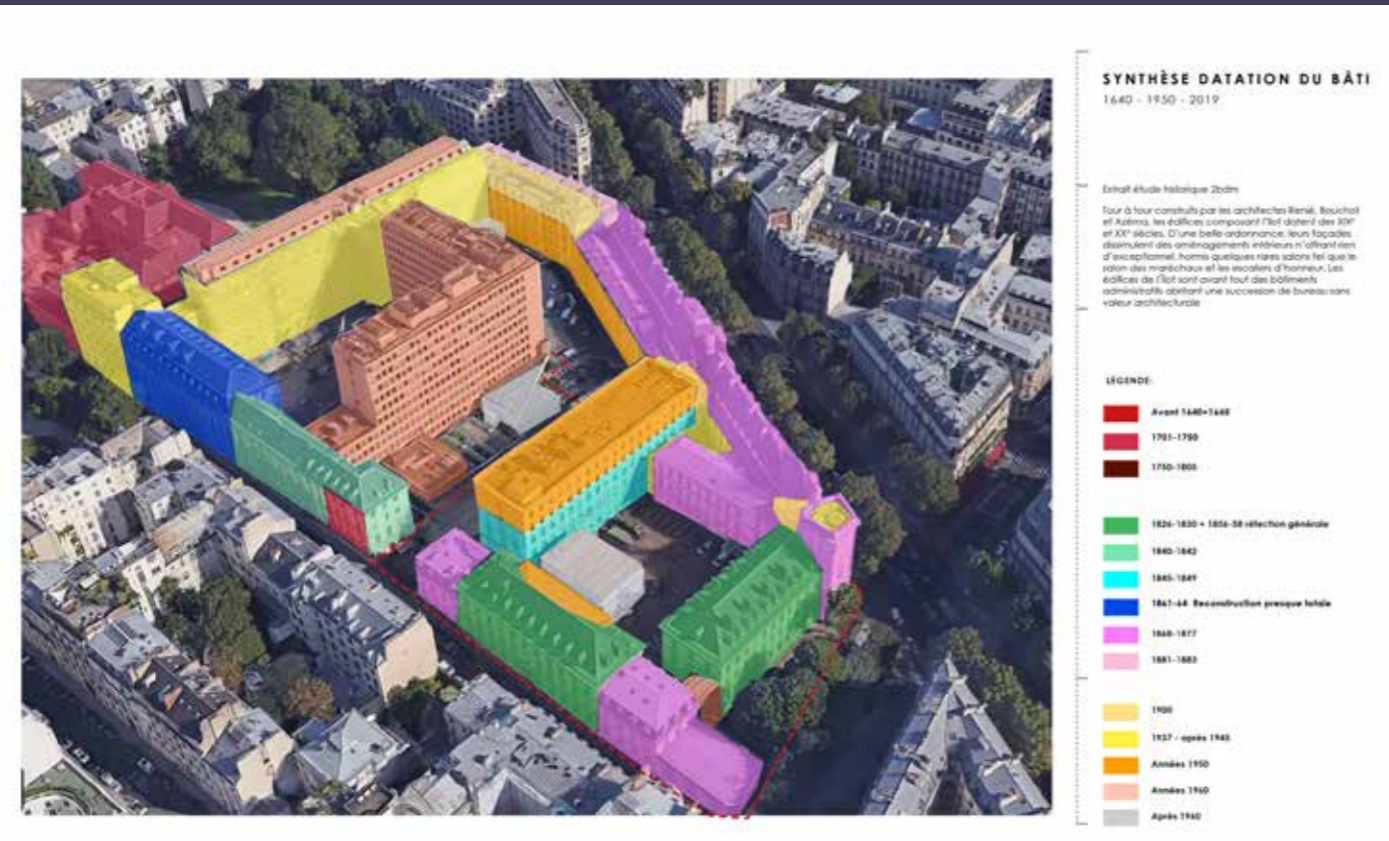 SYNTHÈSE DATATION DU BÂTI
1640 - 1950 - 2019
Extrait étude historique 2bdm
Tour à tour construits par les architectes René, Bouchot
et Azéma, les édifices composant l'îlot datent des XIXᵉ
et XXᵉ siècles. D'une belle ordonnance, leurs façades
dissimulent des aménagements intérieurs n'offrant rien
d'exceptionnel, hormis quelques rares salons tel que le
salon des maréchaux et les escaliers d'honneur. Les
édifices de l'îlot sont avant tout des bâtiments
administratifs abritant une succession de bureau sans
valeur architecturale
LÉGENDE:
Avant 1640-1645
1701-1750
1750-1805
1826-1830 + 1856-58 réfection générale
1840-1842
1845-1849
1861-64 Reconstruction presque totale
1868-1877
1881-1883
1900
1937 - après 1945
Années 1950
Années 1960
Après 1960